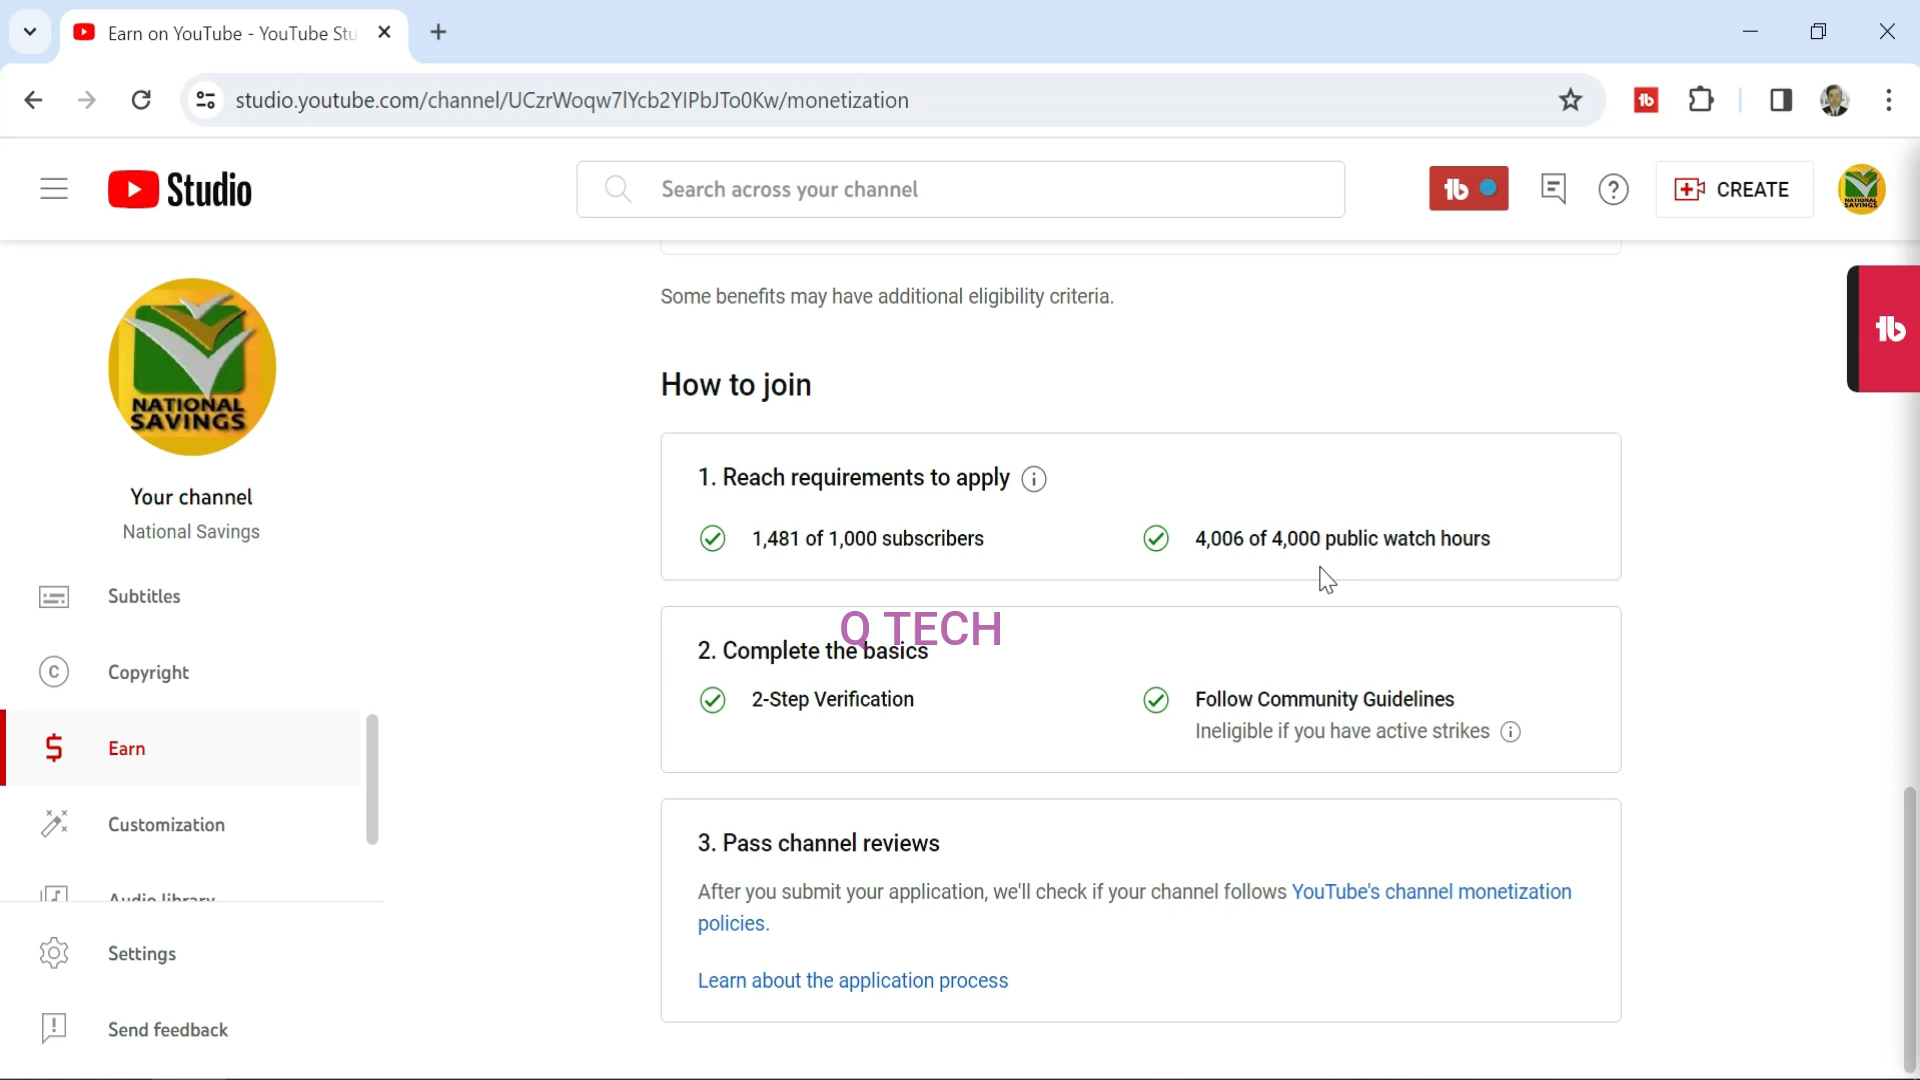 Earn on YouTube - YouTube Stu
studio.youtube.com/channel/UCzrWoqw7lYcb2YIPbJTo0Kw/monetization
Studio
Search across your channel
CREATE
NATIONAL
SAVINGS
Your channel
National Savings
Subtitles
Copyright
Earn
Customization
Audio library
Settings
Send feedback
Some benefits may have additional eligibility criteria.
How to join
1. Reach requirements to apply
1,481 of 1,000 subscribers
4,006 of 4,000 public watch hours
Q TECH
2. Complete the basics
2-Step Verification
Follow Community Guidelines
Ineligible if you have active strikes
3. Pass channel reviews
After you submit your application, we'll check if your channel follows YouTube's channel monetization
policies.
Learn about the application process